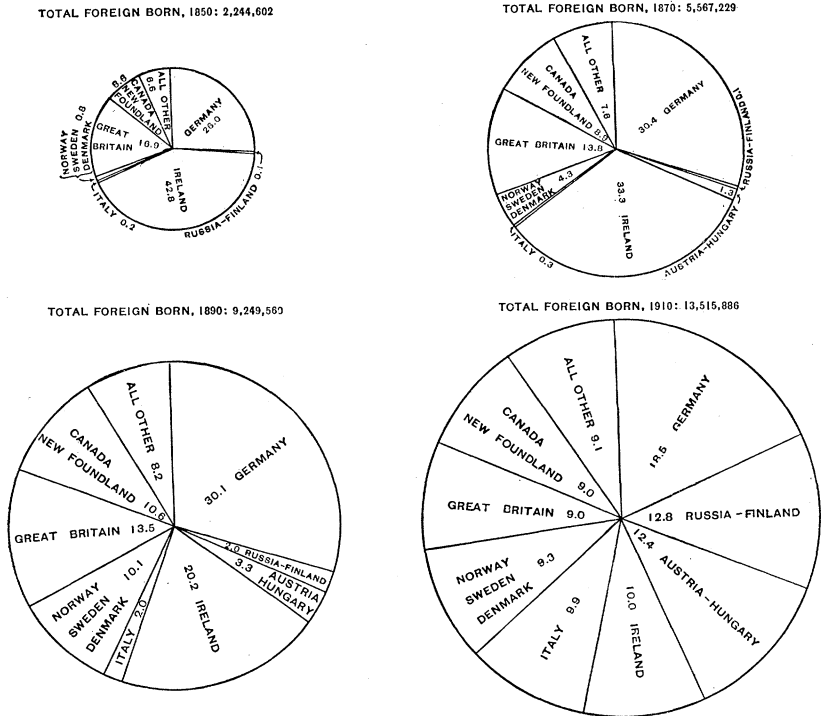 TOTAL FOREIGN BORN, 1850: 2,244,602
ALL OTHER
6.6
GERMANY
26.0
RUSSIA-FINLAND 0.1
IRELAND
42.8
ITALY 0.2
NORWAY
SWEDEN
DENMARK 0.8
GREAT
BRITAIN 16.9
CANADA
NEW
FOUNDLAND
6.6
TOTAL FOREIGN BORN, 1870: 5,567,229
ALL OTHER 7.8
30.4 GERMANY
RUSSIA-FINLAND 0.1
1.3
AUSTRIA-HUNGARY
33.3 IRELAND
ITALY 0.3
NORWAY
SWEDEN
DENMARK
4.3
GREAT BRITAIN 13.8
CANADA
NEW FOUNDLAND 8.9
TOTAL FOREIGN BORN, 1890: 9,249,560
ALL OTHER 8.2
30.1 GERMANY
2.0 RUSSIA-FINLAND
3.3 AUSTRIA
HUNGARY
20.2 IRELAND
ITALY 2.0
NORWAY
SWEDEN
DENMARK
10.1
GREAT BRITAIN 13.5
CANADA
NEW FOUNDLAND 10.6
TOTAL FOREIGN BORN, 1910: 13,515,886
ALL OTHER 9.1
18.5 GERMANY
12.8 RUSSIA-FINLAND
12.4 AUSTRIA-HUNGARY
10.0 IRELAND
ITALY 9.9
NORWAY
SWEDEN
DENMARK
9.3
GREAT BRITAIN 9.0
CANADA
NEW FOUNDLAND 9.0